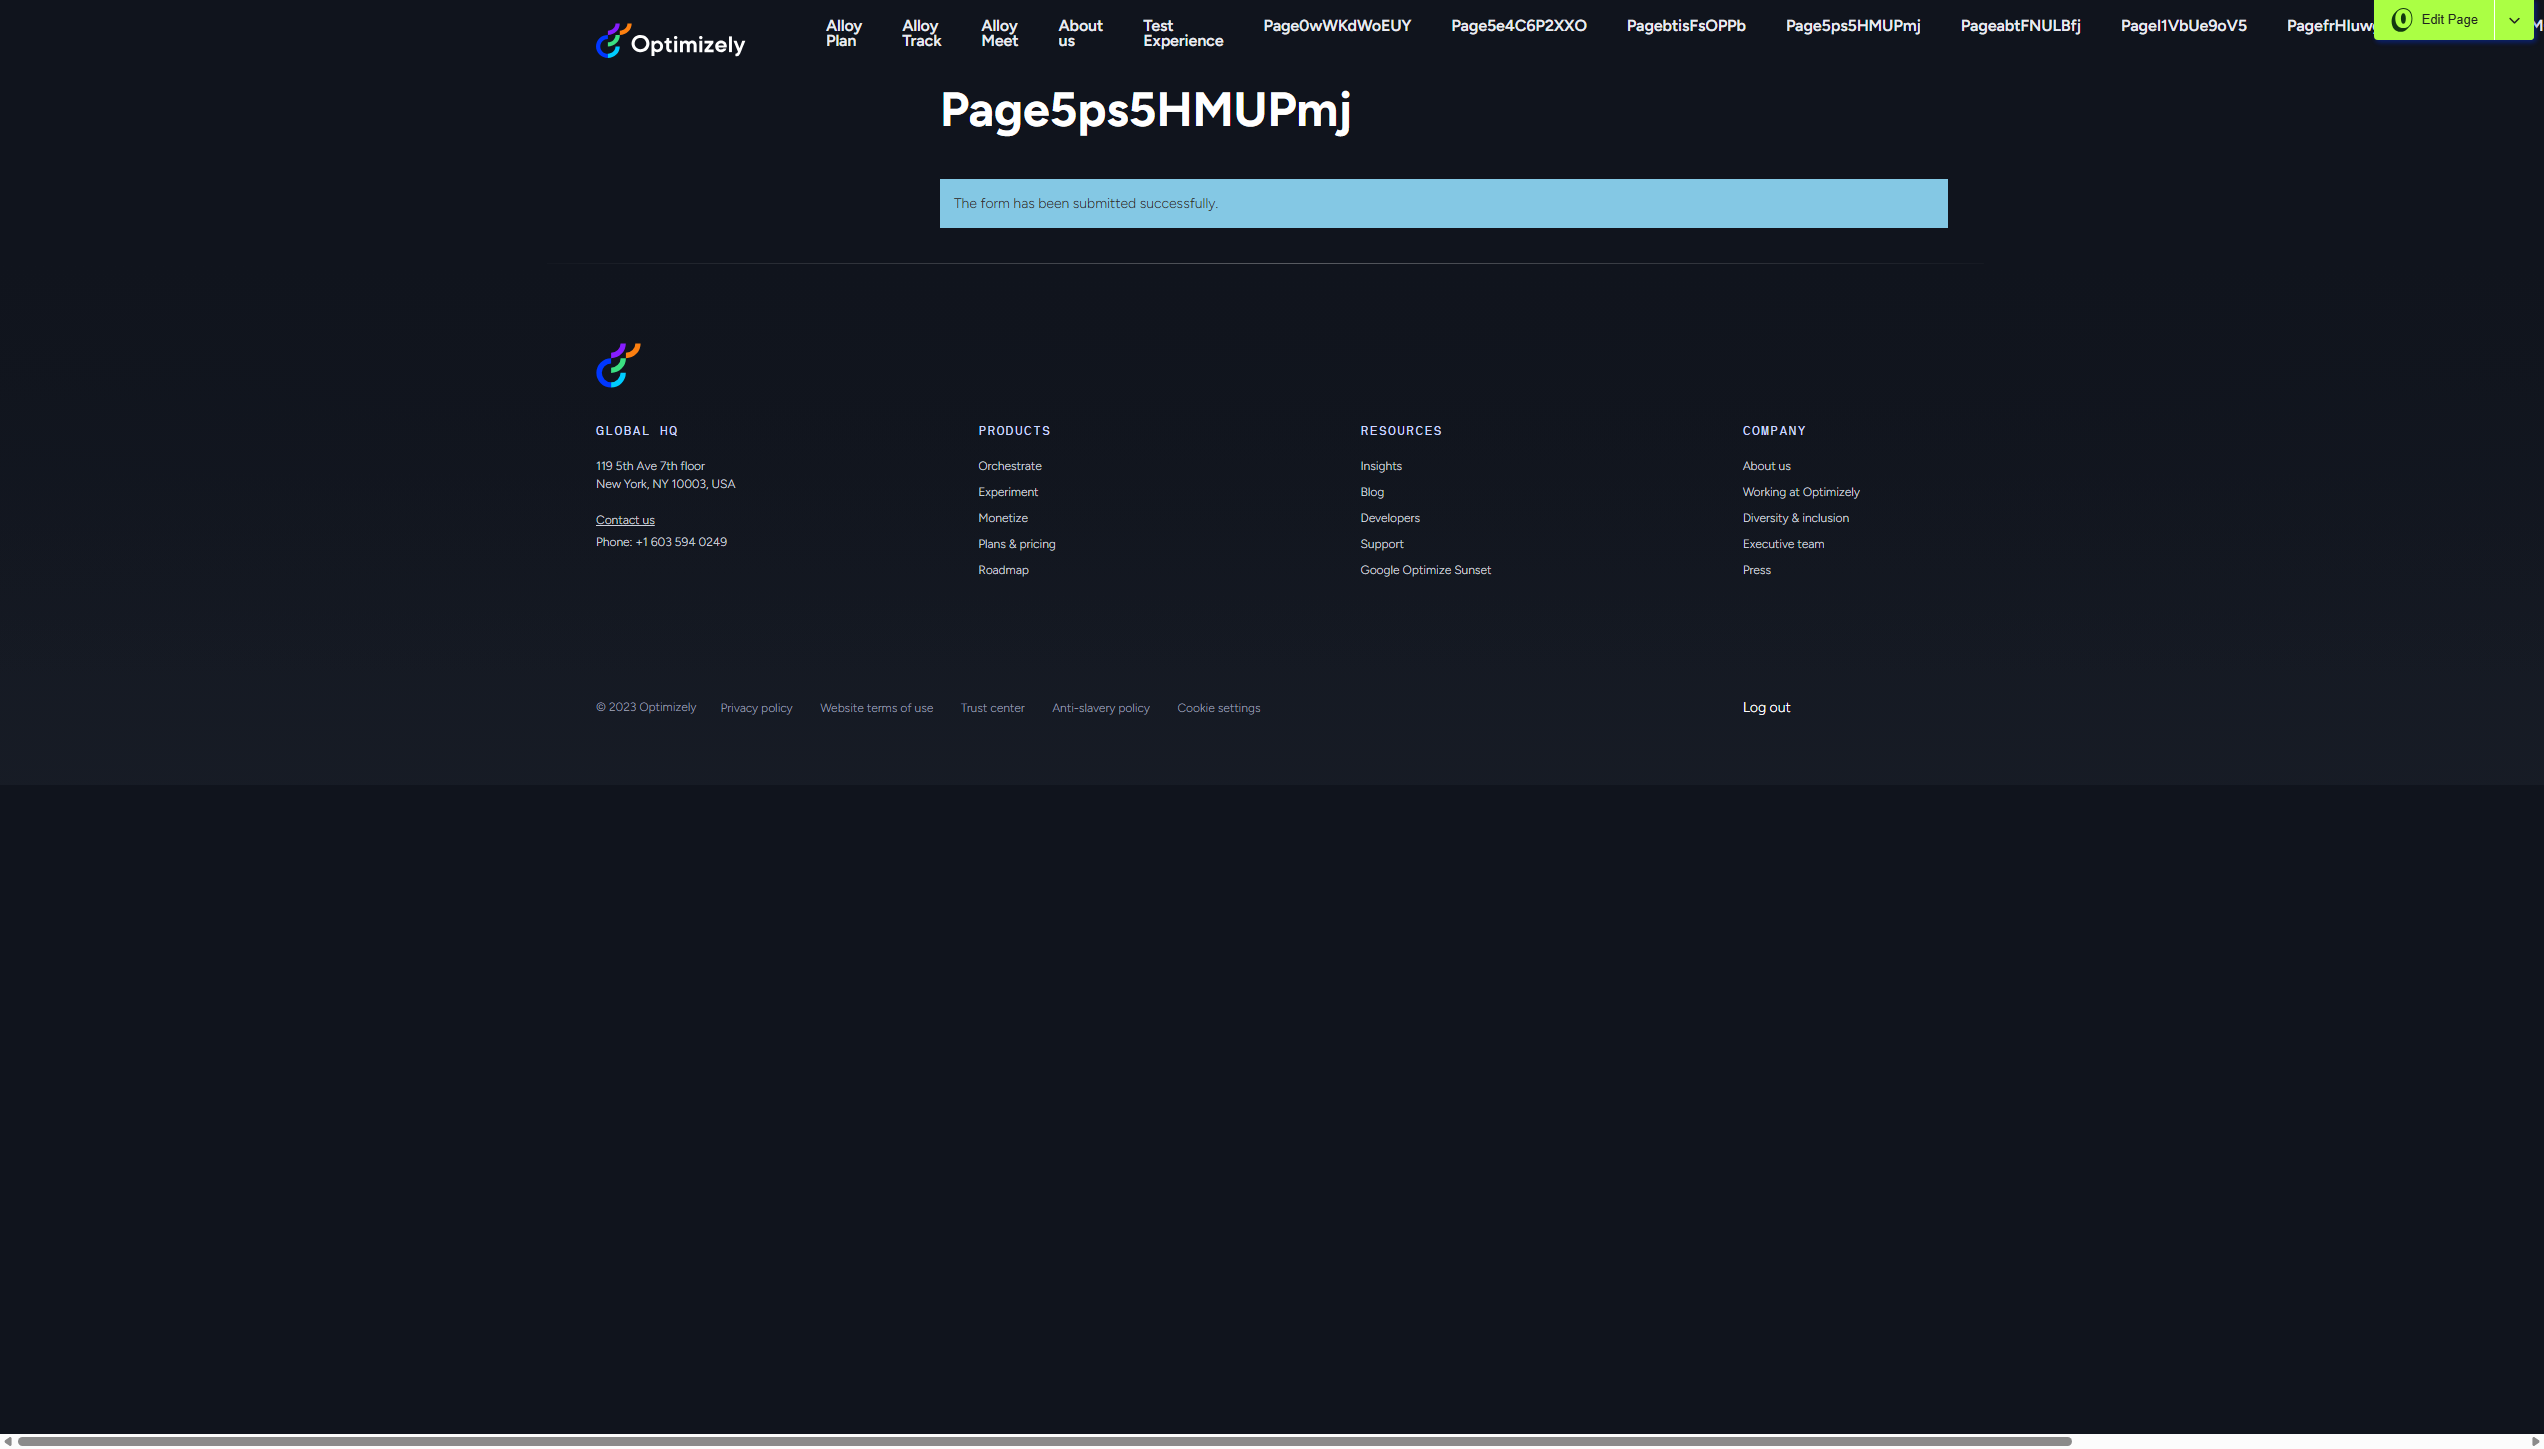 Optimizely
Alloy
Plan
Alloy
Track
Alloy
Meet
About
us
Test
Experience
Page0wWKdWoEUY
Page5e4C6P2XXO
PagebtisFsOPPb
Page5ps5HMUPmj
PageabtFNULBfj
PageI1VbUe9oV5
Edit Page
Page5ps5HMUPmj
The form has been submitted successfully.
GLOBAL HQ
119 5th Ave 7th floor
New York, NY 10003, USA
Contact us
Phone: +1 603 594 0249
PRODUCTS
Orchestrate
Experiment
Monetize
Plans & pricing
Roadmap
RESOURCES
Insights
Blog
Developers
Support
Google Optimize Sunset
COMPANY
About us
Working at Optimizely
Diversity & inclusion
Executive team
Press
© 2023 Optimizely
Privacy policy
Website terms of use
Trust center
Anti-slavery policy
Cookie settings
Log out